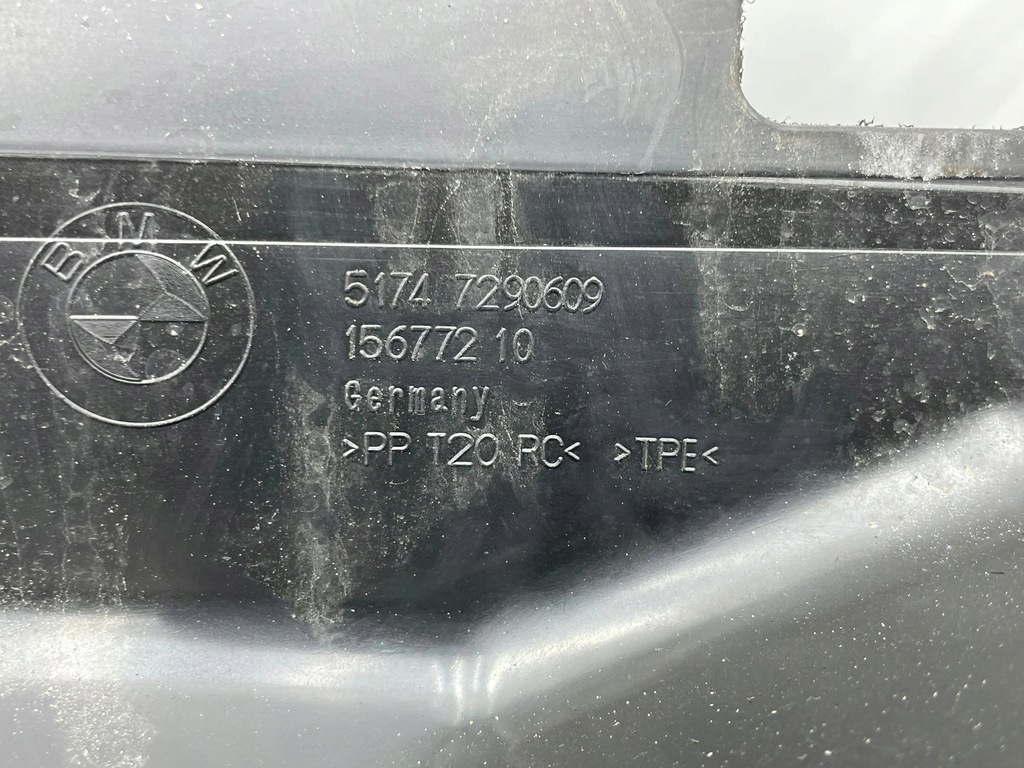 BMW
5174 7290609
156772 10
Germany
>PP T20 RC< >TPE<